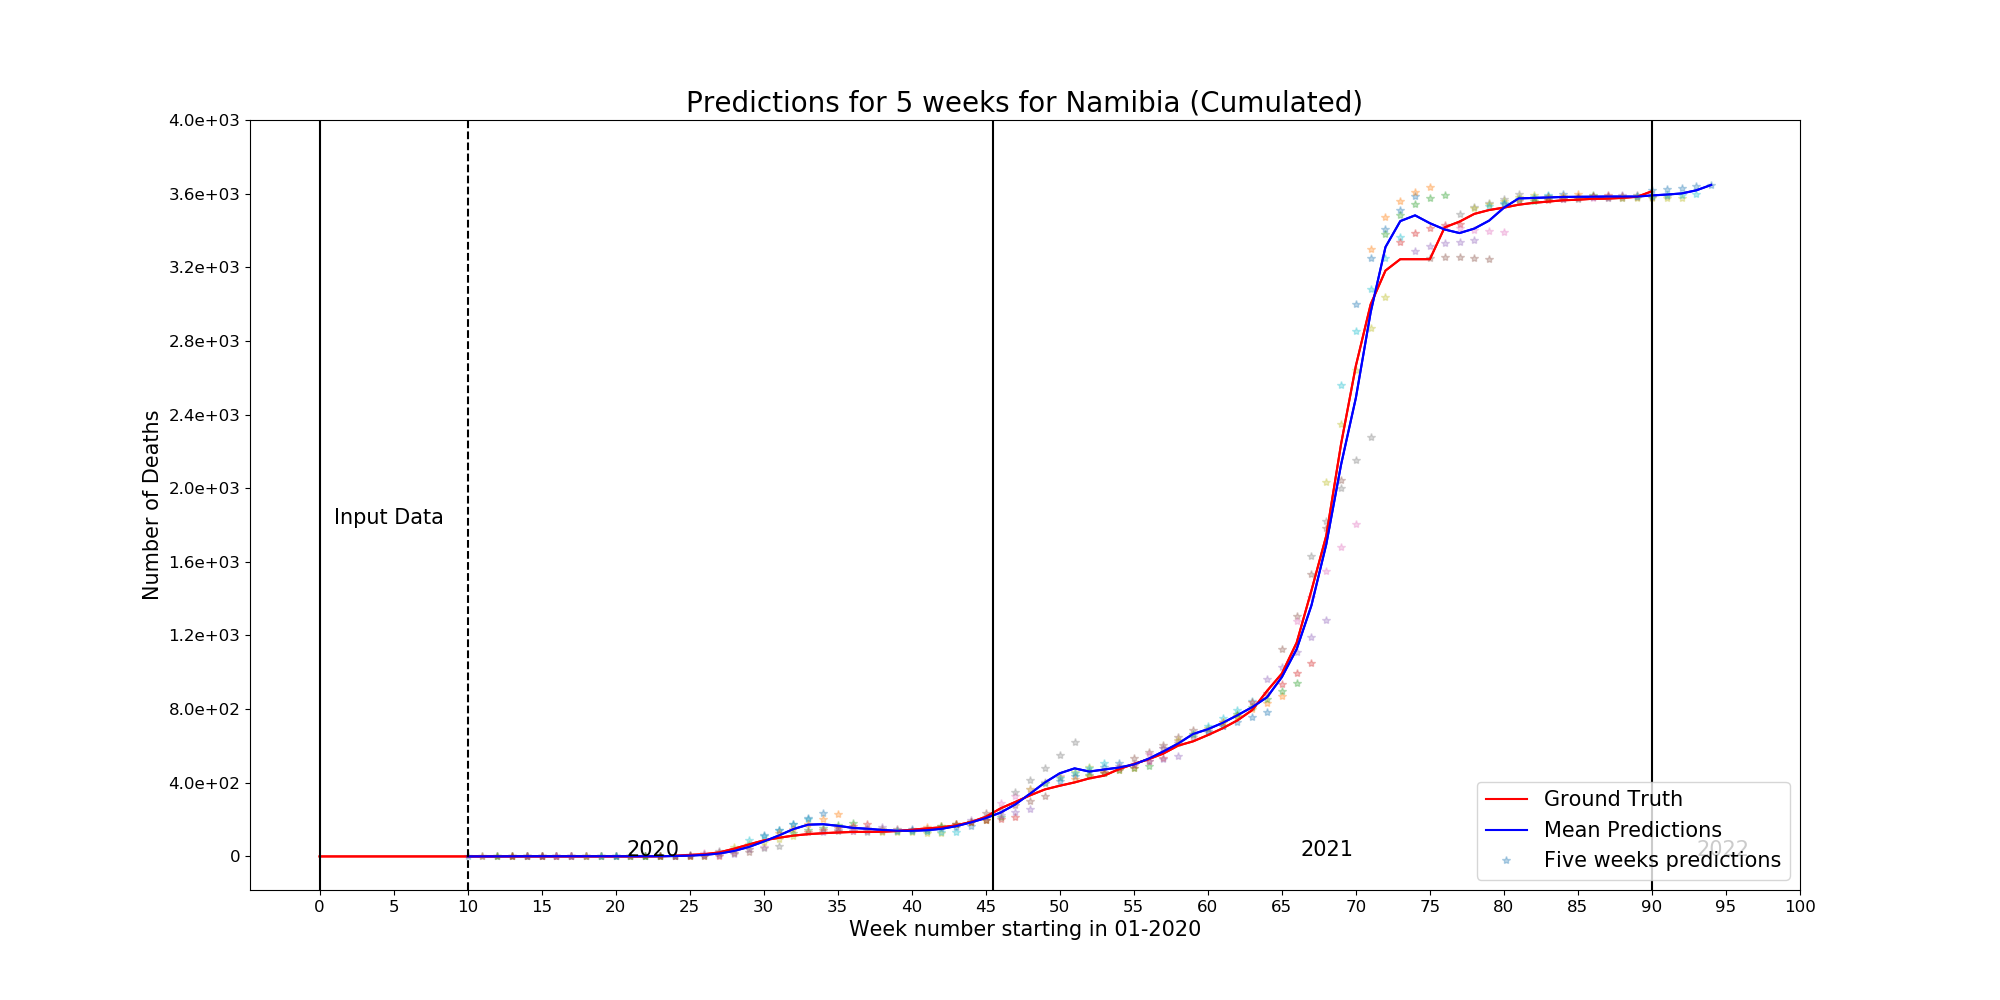 Predictions for 5 weeks for Namibia (Cumulated)
4.0e+03
3.6e+03
3.2e+03
2.8e+03
2.4e+03
2.0e+03
1.6e+03
1.2e+03
8.0e+02
4.0e+02
0
Number of Deaths
Input Data
2020
2021
2022
Ground Truth
Mean Predictions
Five weeks predictions
0 5 10 15 20 25 30 35 40 45 50 55 60 65 70 75 80 85 90 95 100
Week number starting in 01-2020